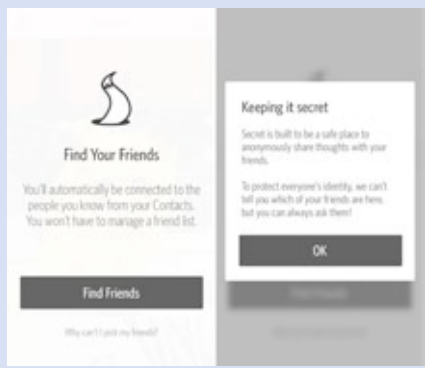 Find Your Friends
You'll automatically be connected to the
people you know from your Contacts.
You won't have to manage a friend list.
Find Friends
Why can't I pick my friends?
Keeping it secret
Secret is built to be a safe place to
anonymously share thoughts with your
friends.
To protect everyone's identity, we can't
tell you which of your friends are here,
but you can always ask them!
OK